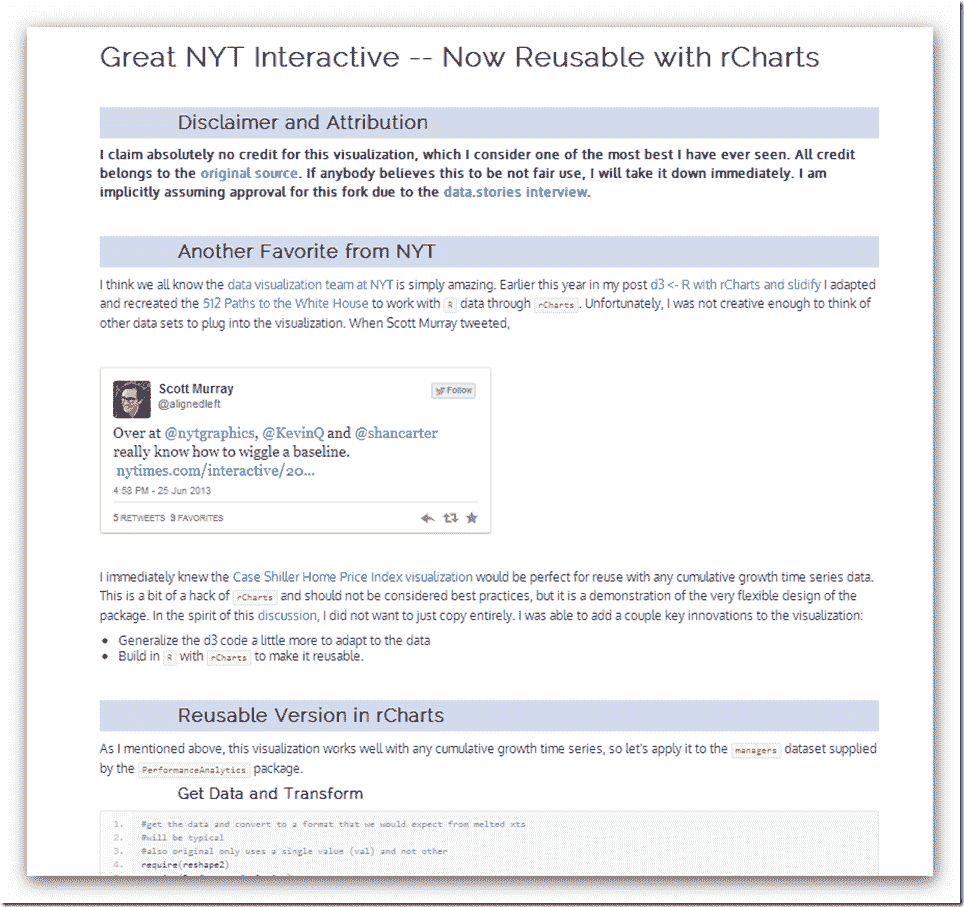 Great NYT Interactive -- Now Reusable with rCharts
Disclaimer and Attribution
I claim absolutely no credit for this visualization, which I consider one of the most best I have ever seen. All credit
belongs to the original source. If anybody believes this to be not fair use, I will take it down immediately. I am
implicitly assuming approval for this fork due to the data.stories interview.
Another Favorite from NYT
I think we all know the data visualization team at NYT is simply amazing. Earlier this year in my post d3 <- R with rCharts and slidify I adapted
and recreated the 512 Paths to the White House to work with R data through rCharts. Unfortunately, I was not creative enough to think of
other data sets to plug into the visualization. When Scott Murray tweeted,
Scott Murray
@alignedleft
Follow
Over at @nytgraphics, @KevinQ and @shancarter
really know how to wiggle a baseline.
nytimes.com/interactive/20...
4:58 PM - 25 Jun 2013
5 RETWEETS 9 FAVORITES
I immediately knew the Case Shiller Home Price Index visualization would be perfect for reuse with any cumulative growth time series data.
This is a bit of a hack of rCharts and should not be considered best practices, but it is a demonstration of the very flexible design of the
package. In the spirit of this discussion, I did not want to just copy entirely. I was able to add a couple key innovations to the visualization:
• Generalize the d3 code a little more to adapt to the data
• Build in R with rCharts to make it reusable.
Reusable Version in rCharts
As I mentioned above, this visualization works well with any cumulative growth time series, so let's apply it to the managers dataset supplied
by the PerformanceAnalytics package.
Get Data and Transform
1. #get the data and convert to a format that we would expect from melted xts
2. #will be typical
3. #also original only uses a single value (val) and not other
4. require(reshape2)